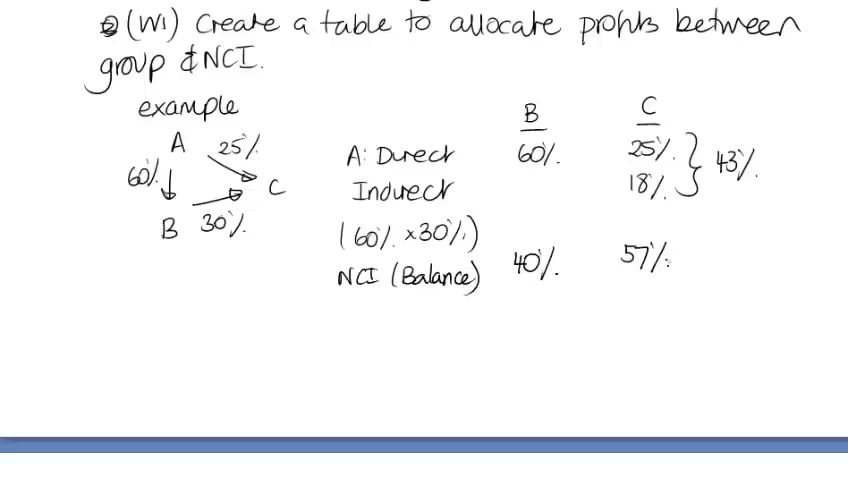 (W1) Create a table to allocate profits between
group & NCI.
example
A 25%
60%
C
B 30%
B C
A: Direct 60% 25%
Indirect 18% 43%
(60% x 30%)
NCI (Balance) 40% 57%